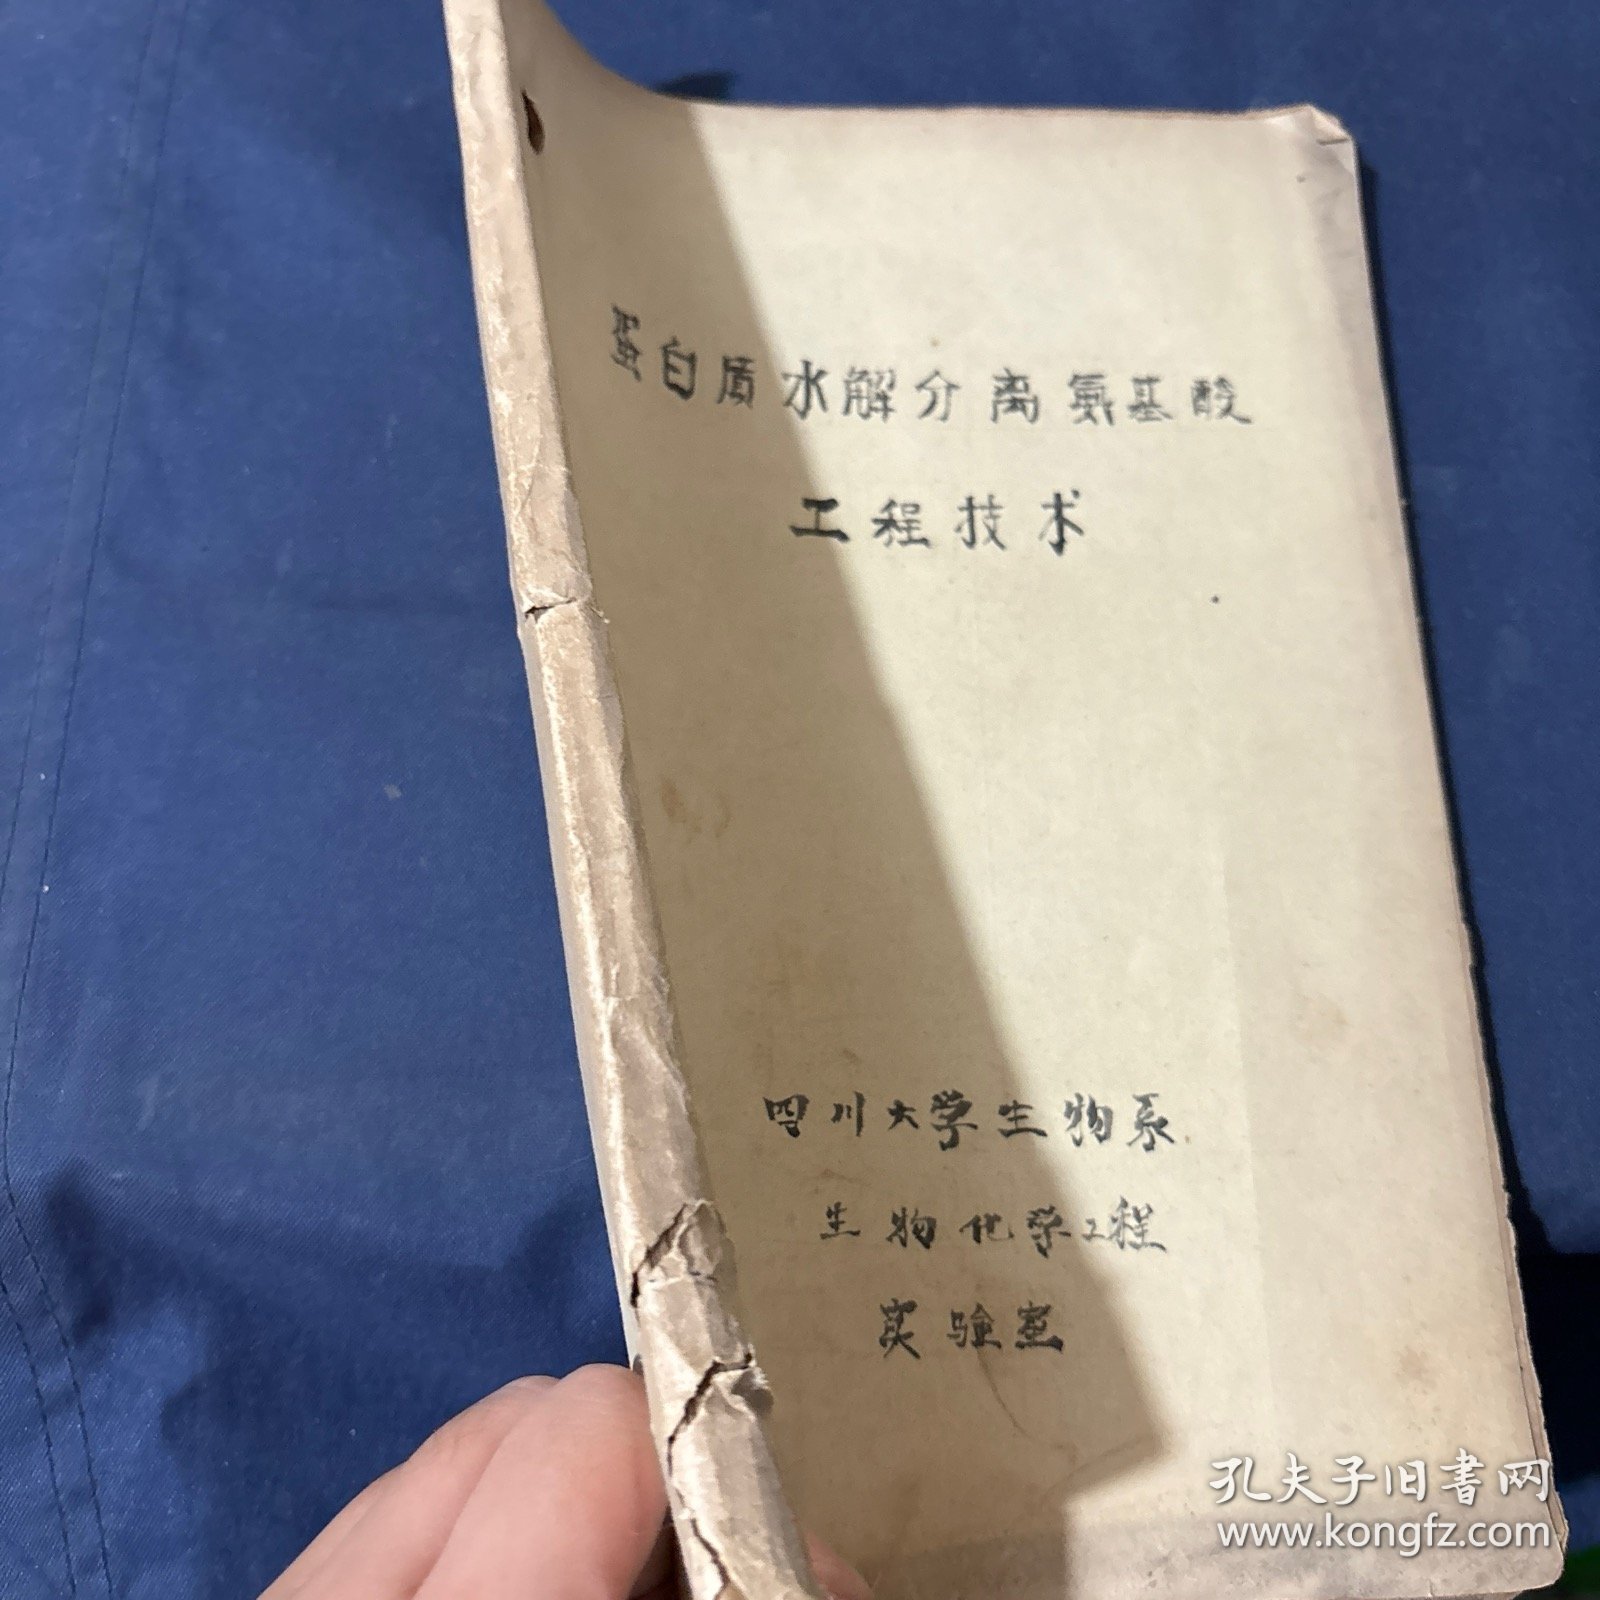 蛋白质水解分离氨基酸
工程技术
四川大学生物系
生物化学工程
实验室
孔夫子旧书网
www.kongfz.com